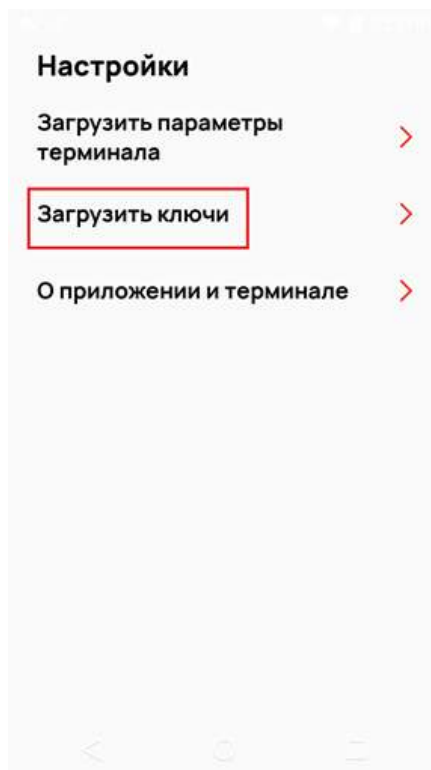 Настройки
Загрузить параметры
терминала
Загрузить ключи
О приложении и терминале